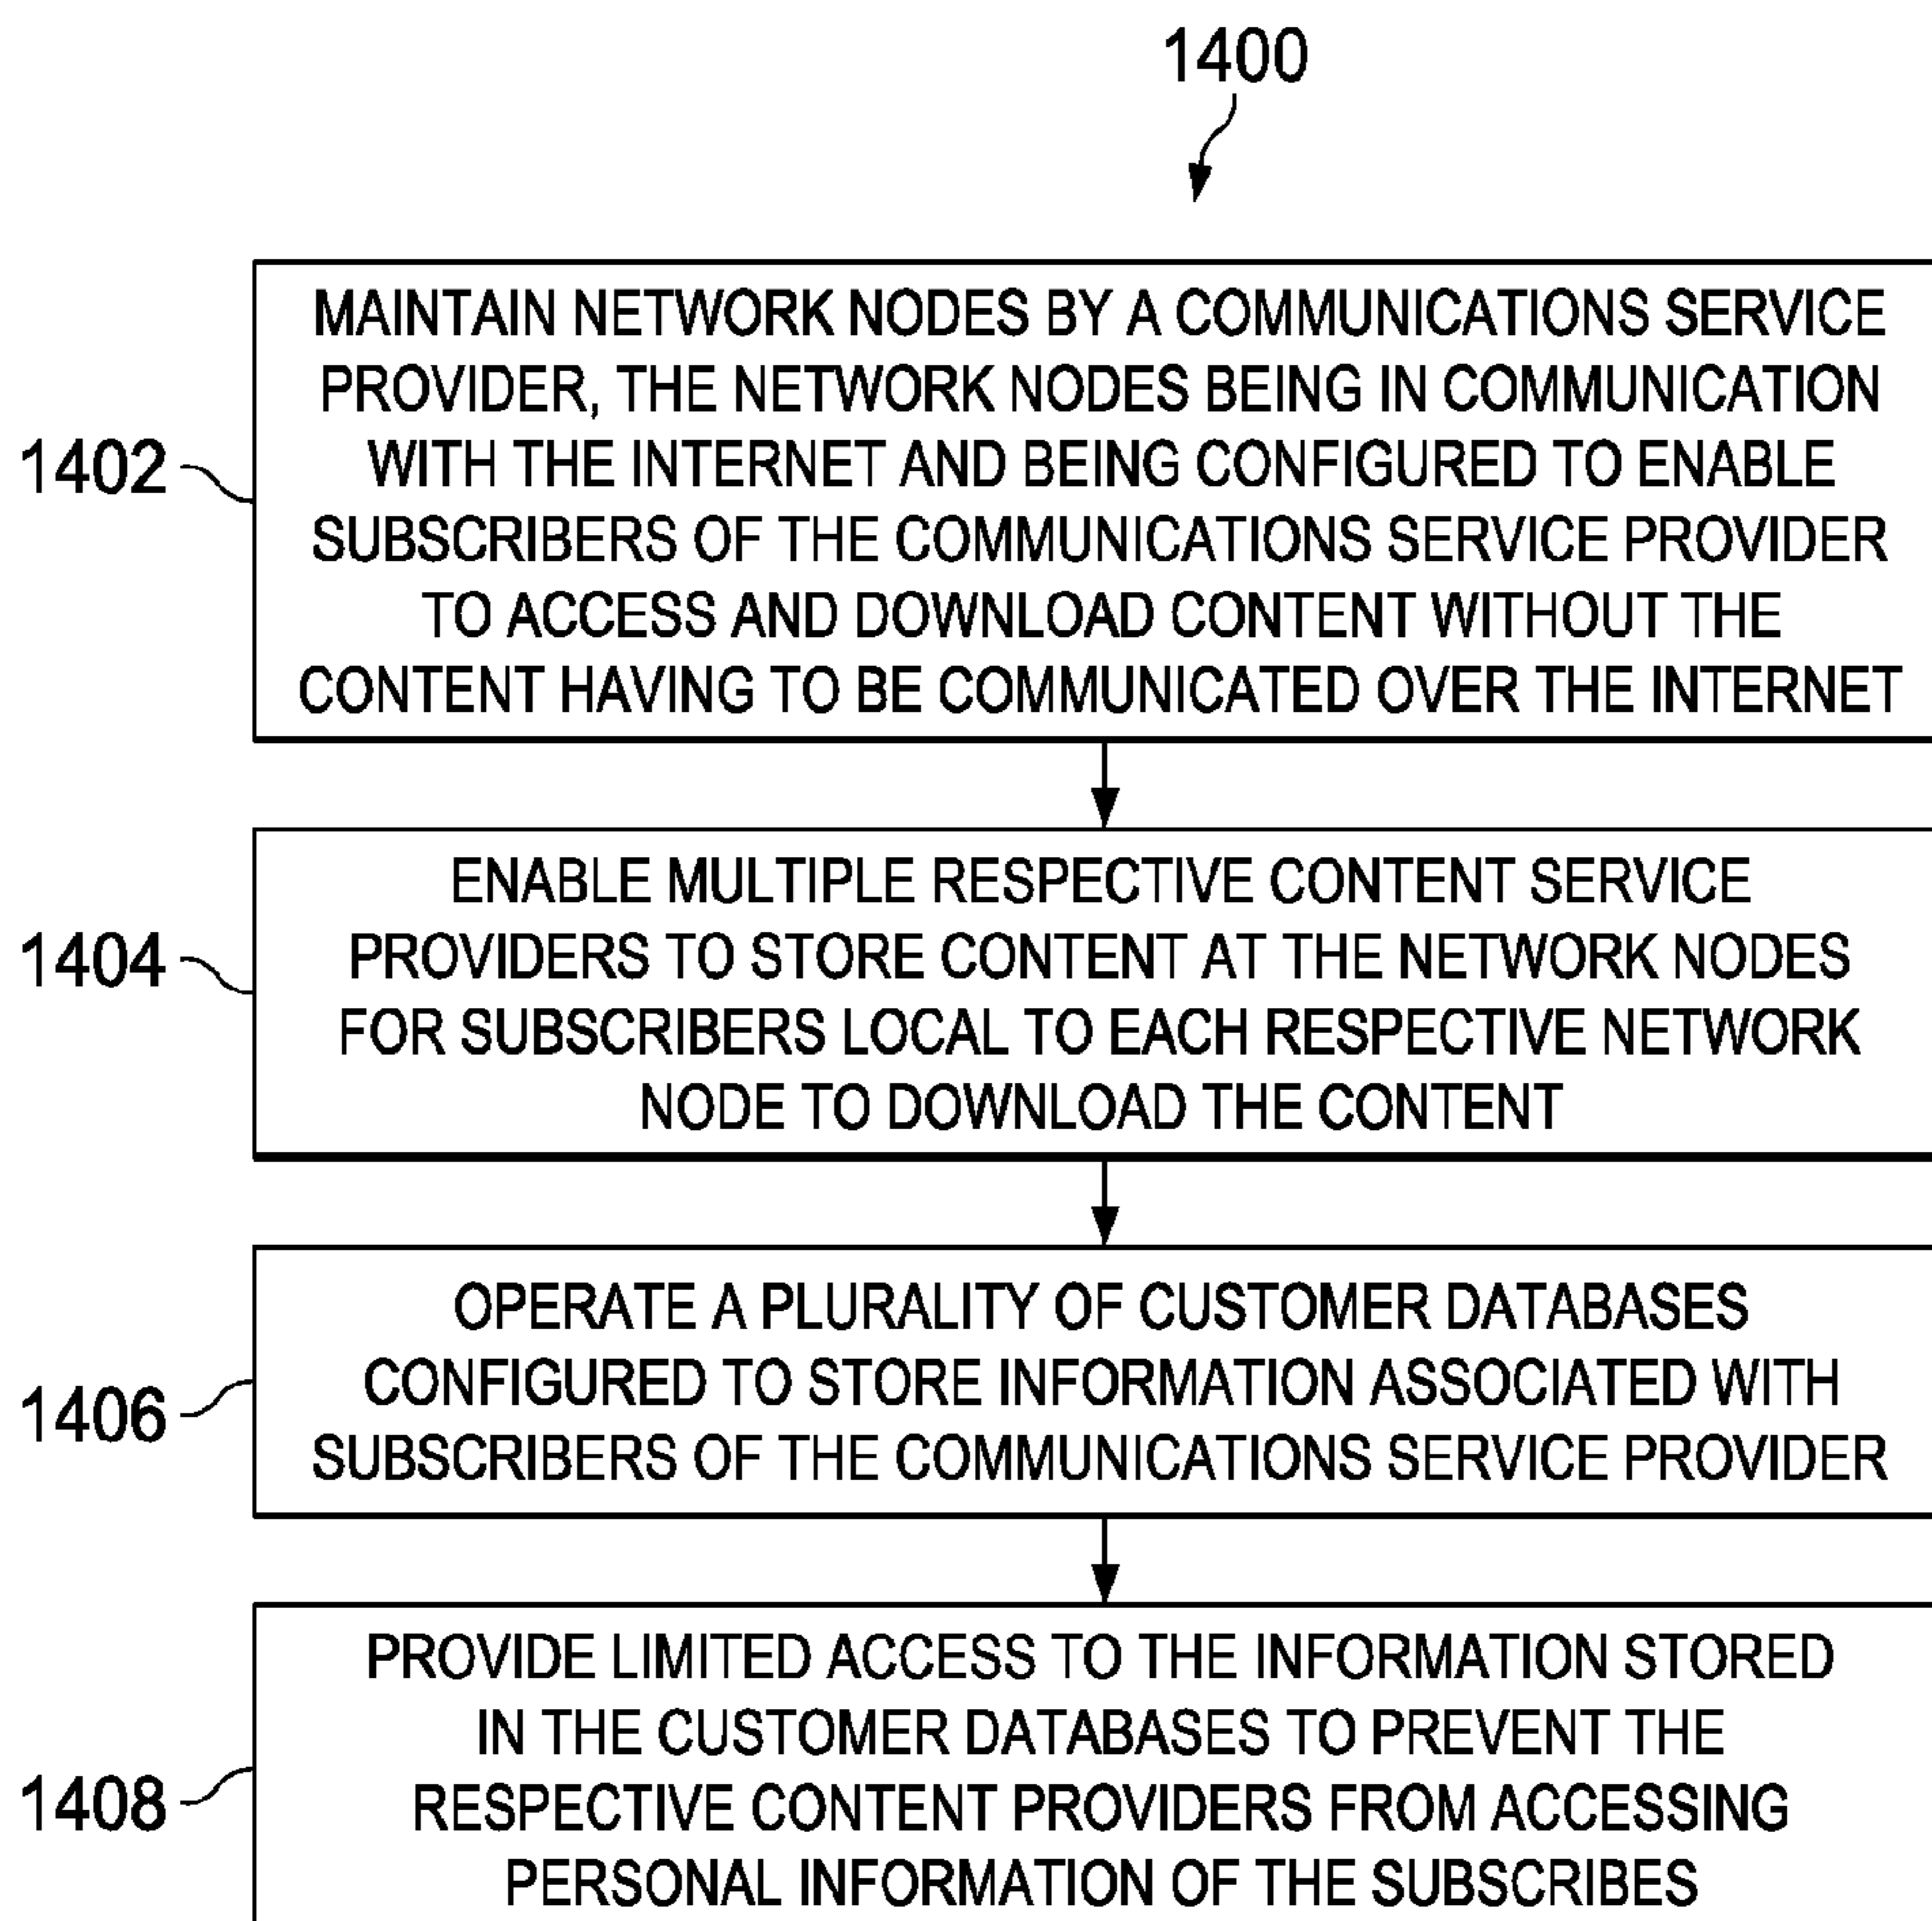 1400
1402
MAINTAIN NETWORK NODES BY A COMMUNICATIONS SERVICE
PROVIDER, THE NETWORK NODES BEING IN COMMUNICATION
WITH THE INTERNET AND BEING CONFIGURED TO ENABLE
SUBSCRIBERS OF THE COMMUNICATIONS SERVICE PROVIDER
TO ACCESS AND DOWNLOAD CONTENT WITHOUT THE
CONTENT HAVING TO BE COMMUNICATED OVER THE INTERNET
1404
ENABLE MULTIPLE RESPECTIVE CONTENT SERVICE
PROVIDERS TO STORE CONTENT AT THE NETWORK NODES
FOR SUBSCRIBERS LOCAL TO EACH RESPECTIVE NETWORK
NODE TO DOWNLOAD THE CONTENT
1406
OPERATE A PLURALITY OF CUSTOMER DATABASES
CONFIGURED TO STORE INFORMATION ASSOCIATED WITH
SUBSCRIBERS OF THE COMMUNICATIONS SERVICE PROVIDER
1408
PROVIDE LIMITED ACCESS TO THE INFORMATION STORED
IN THE CUSTOMER DATABASES TO PREVENT THE
RESPECTIVE CONTENT PROVIDERS FROM ACCESSING
PERSONAL INFORMATION OF THE SUBSCRIBES